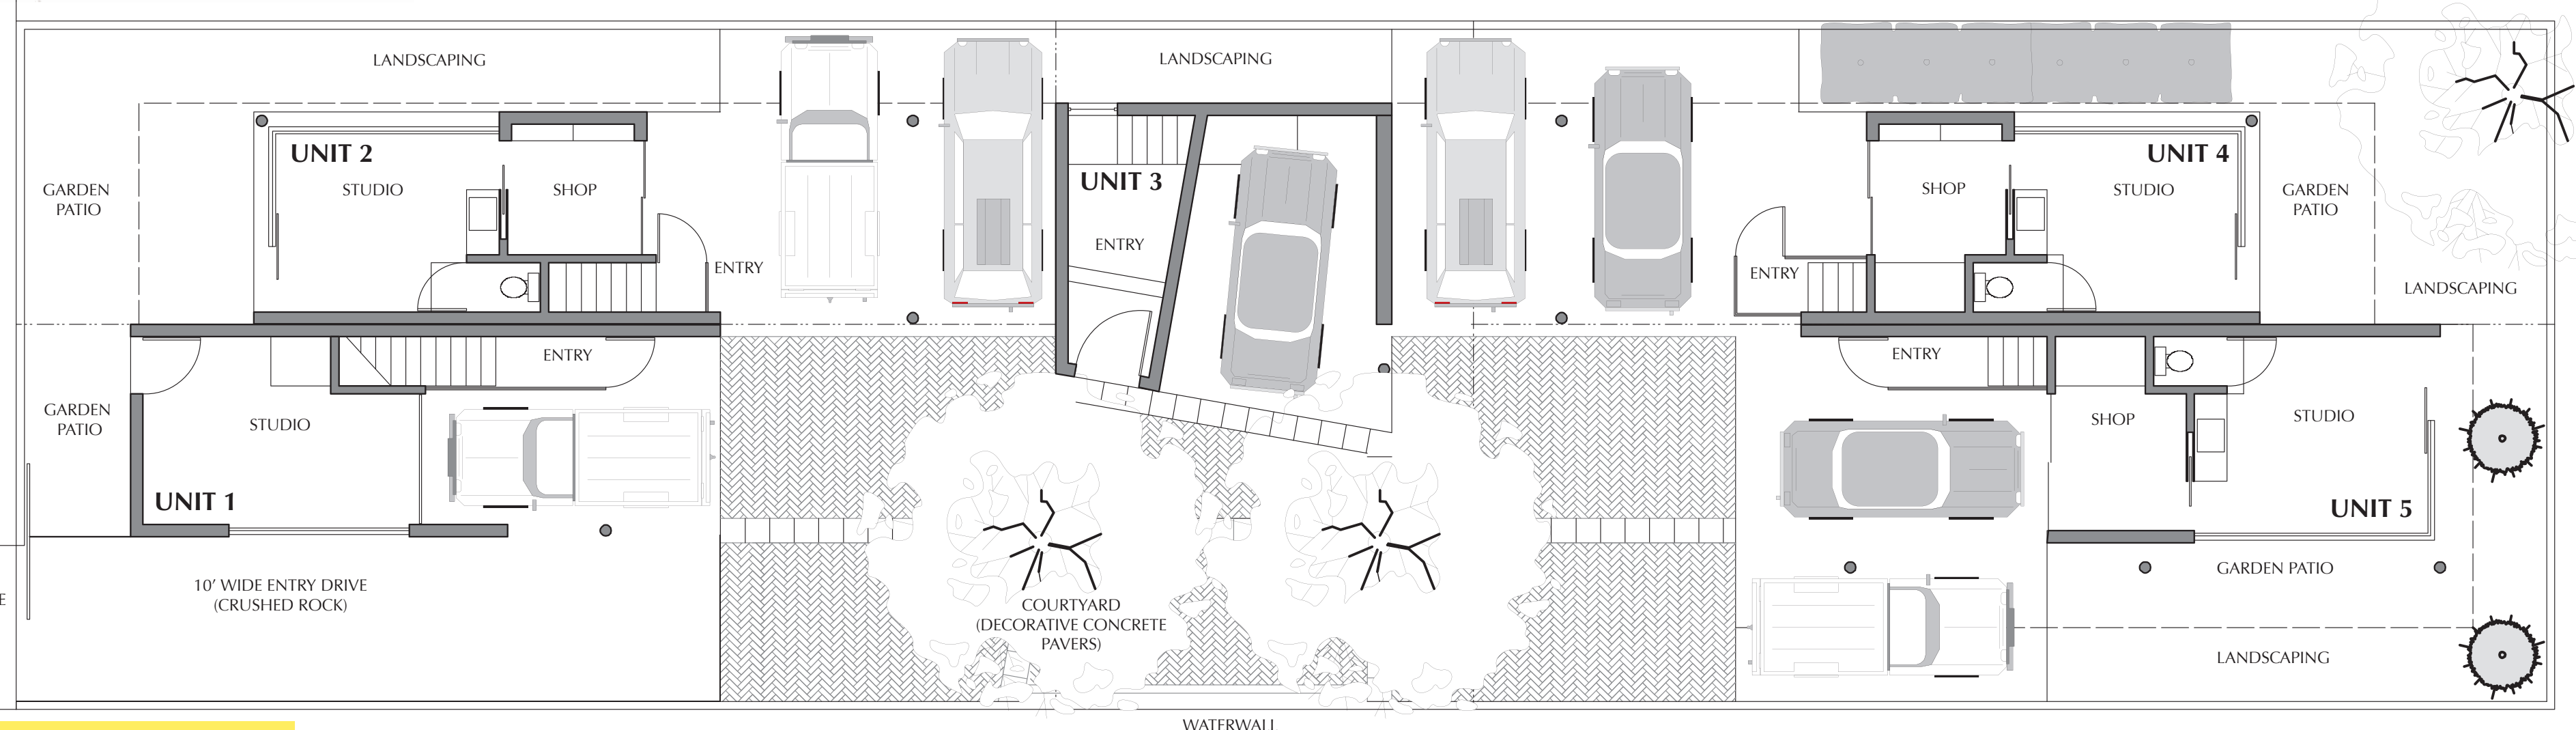 LANDSCAPING
LANDSCAPING
UNIT 2
STUDIO
SHOP
GARDEN
PATIO
ENTRY
UNIT 3
ENTRY
SHOP
UNIT 4
STUDIO
GARDEN
PATIO
ENTRY
LANDSCAPING
ENTRY
GARDEN
PATIO
STUDIO
UNIT 1
10’ WIDE ENTRY DRIVE
(CRUSHED ROCK)
E
COURTYARD
(DECORATIVE CONCRETE
PAVERS)
ENTRY
SHOP
STUDIO
UNIT 5
GARDEN PATIO
LANDSCAPING
WATERWALL